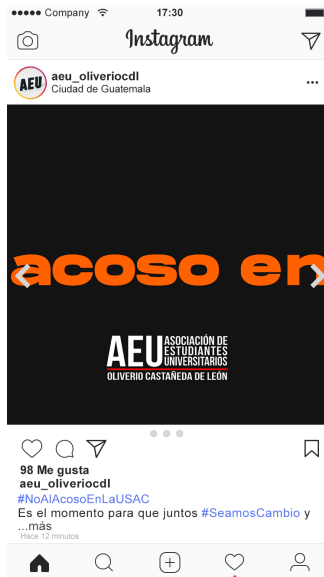 Company
17:30
Instagram
AEU
aeu_oliveriocdl
Ciudad de Guatemala
acoso en
AEU ASOCIACIÓN DE
ESTUDIANTES
UNIVERSITARIOS
OLIVERIO CASTAÑEDA DE LEÓN
98 Me gusta
aeu_oliveriocdl
#NoAlAcosoEnLaUSAC
Es el momento para que juntos #SeamosCambio y
...más
Hace 12 minutos